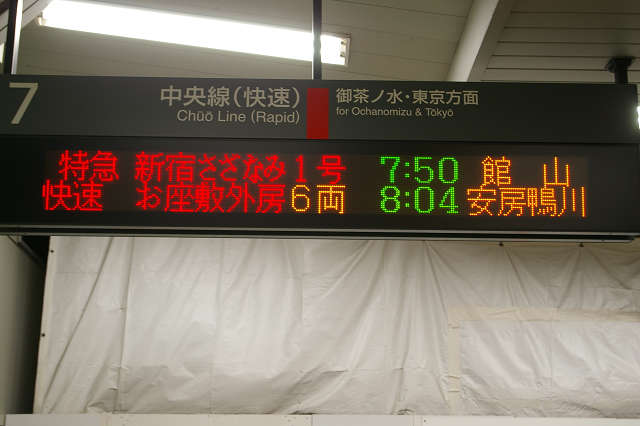 7
中央線(快速)
Chūō Line (Rapid)
御茶ノ水・東京方面
for Ochanomizu & Tōkyō
特急 新宿さざなみ1号 7:50 館 山
快速 お座敷外房6両 8:04 安房鴨川